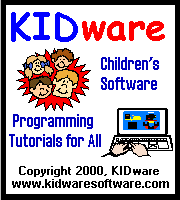 KIDware
Children's
Software
Programming
Tutorials for All
Copyright 2000, KIDware
www.kidwaresoftware.com